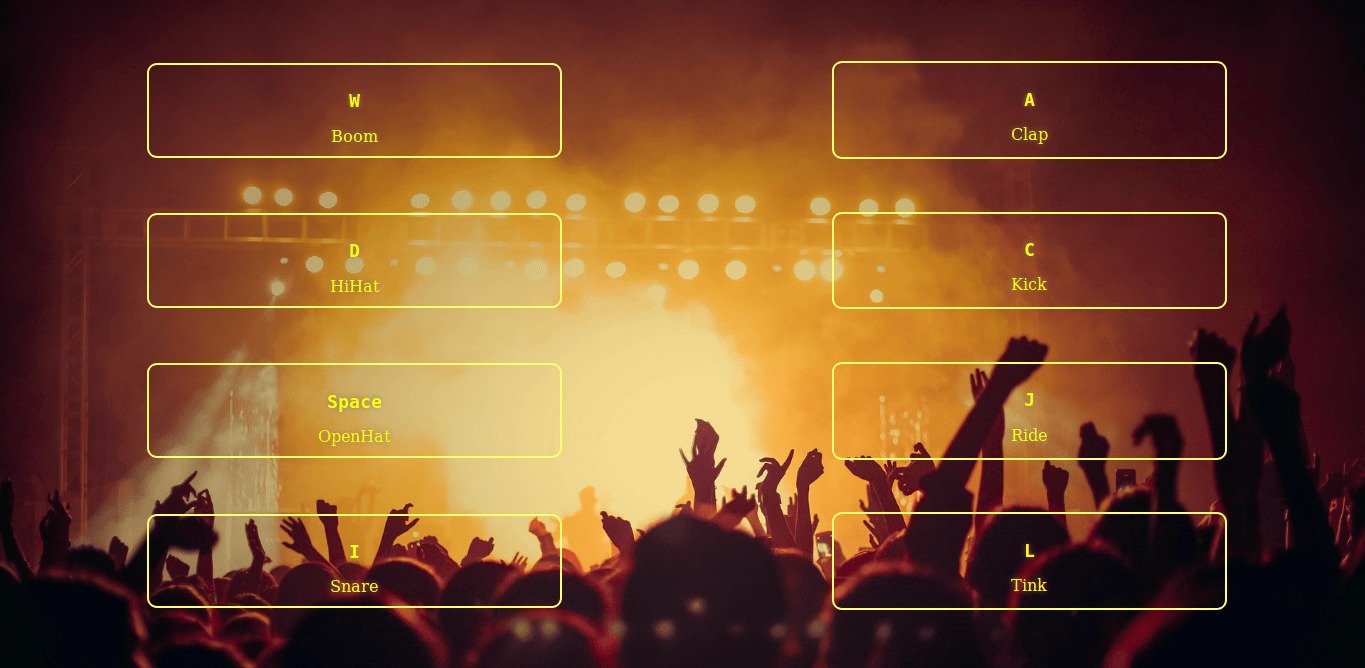 W
Boom
A
Clap
D
HiHat
C
Kick
Space
OpenHat
J
Ride
I
Snare
L
Tink